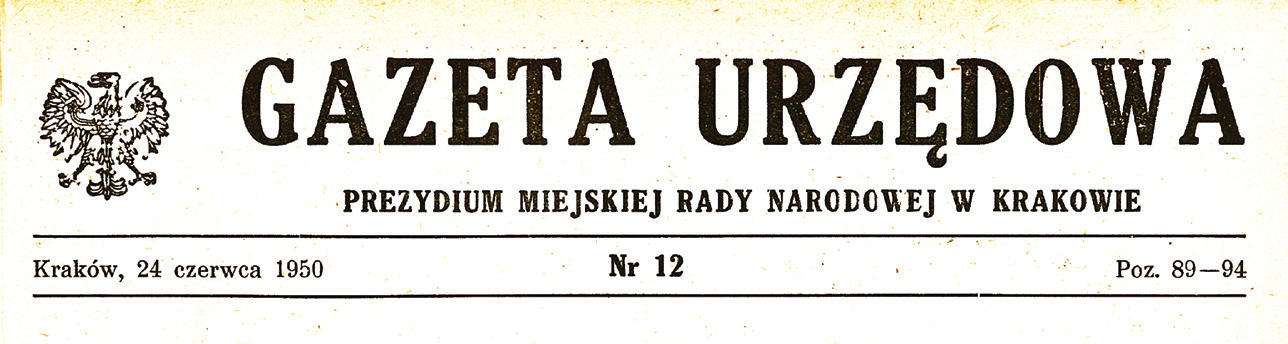 GAZETA URZĘDOWA
PREZYDIUM MIEJSKIEJ RADY NARODOWEJ W KRAKOWIE
Kraków, 24 czerwca 1950 Nr 12 Poz. 89—94